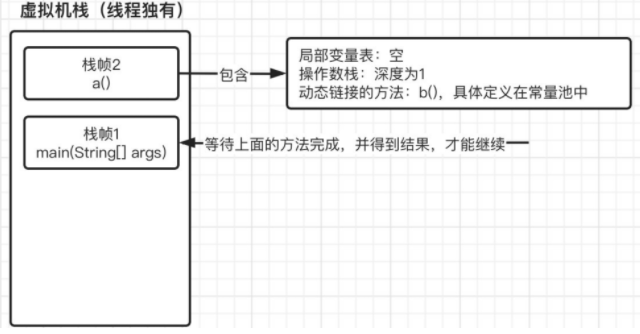 虚拟机栈（线程独有）
栈帧2
a()
包含
局部变量表：空
操作数栈：深度为1
动态链接的方法：b()，具体定义在常量池中
栈帧1
main(String[] args)
等待上面的方法完成，并得到结果，才能继续